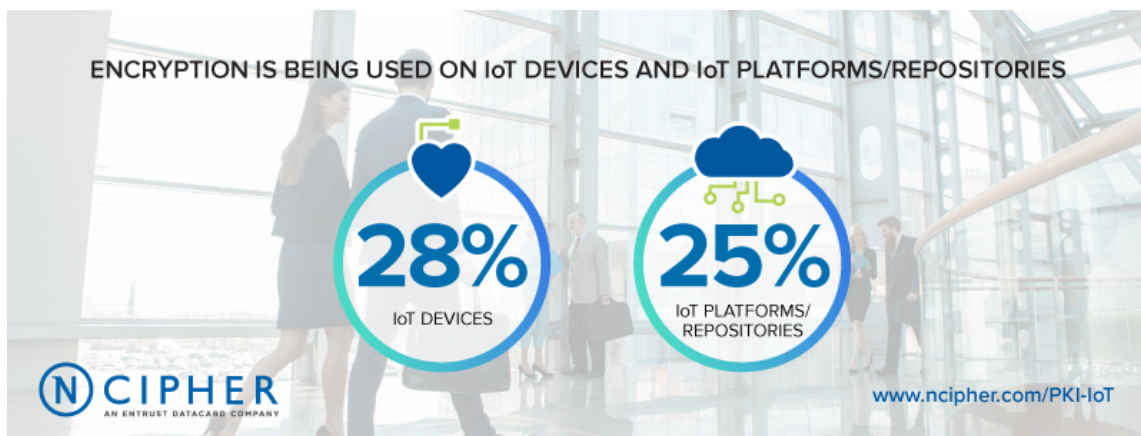 ENCRYPTION IS BEING USED ON IoT DEVICES AND IoT PLATFORMS/REPOSITORIES
28%
IoT DEVICES
25%
IoT PLATFORMS/
REPOSITORIES
N CIPHER
AN ENTRUST DATACARD COMPANY
www.ncipher.com/PKI-IoT